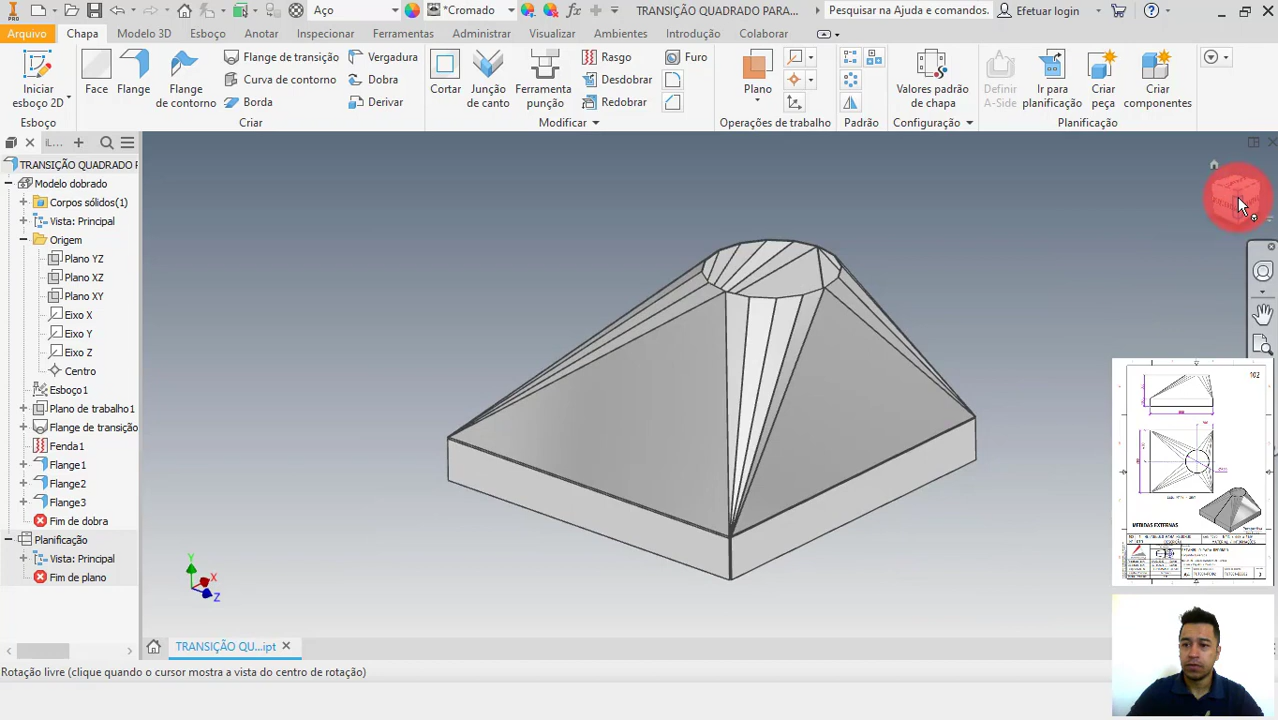 PRO
Aço
*Cromado
TRANSIÇÃO QUADRADO PARA...
Pesquisar na Ajuda e comandos.
Efetuar login
Arquivo Chapa Modelo 3D Esboço Anotar Inspecionar Ferramentas Administrar Visualizar Ambientes Introdução Colaborar
Iniciar
esboço 2D
Esboço
Face
Flange
Flange
de contorno
Flange de transição
Curva de contorno
Borda
Vergadura
Dobra
Derivar
Criar
Cortar
Junção
de canto
Ferramenta
punção
Rasgo
Desdobrar
Redobrar
Furo
Modificar
Plano
Operações de trabalho
Padrão
Valores padrão
de chapa
Configuração
Definir
A-Side
Ir para
planificação
Criar
peça
Criar
componentes
Planificação
TRANSIÇÃO QUADRADO F
Modelo dobrado
Corpos sólidos(1)
Vista: Principal
Origem
Plano YZ
Plano XZ
Plano XY
Eixo X
Eixo Y
Eixo Z
Centro
Esboço1
Plano de trabalho1
Flange de transição
Fenda1
Flange1
Flange2
Flange3
Fim de dobra
Planificação
Vista: Principal
Fim de plano
Y
X
Z
102
MEDIDAS EXTERNAS
TRANSIÇÃO QU...ipt
Rotação livre (clique quando o cursor mostra a vista do centro de rotação)